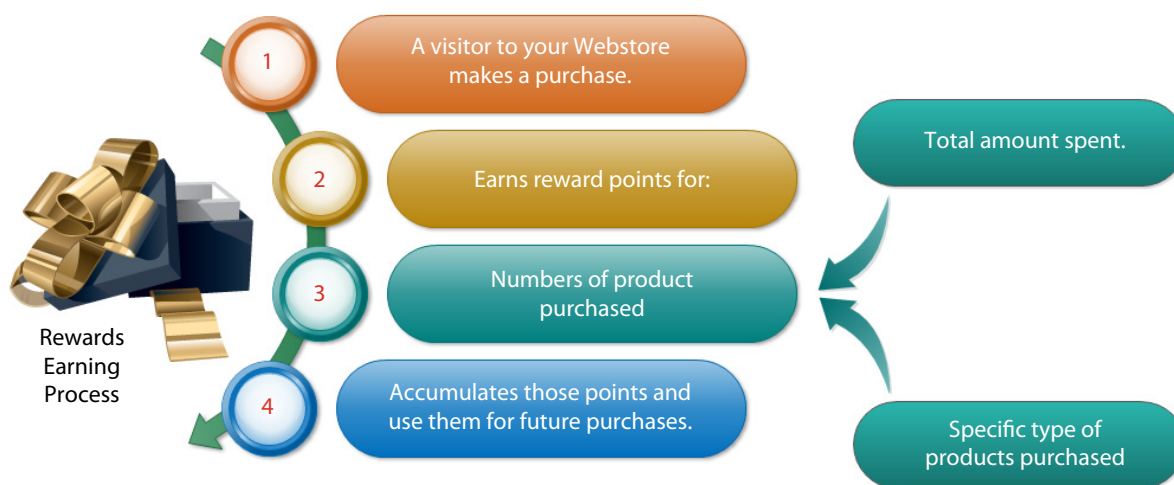 1
A visitor to your Webstore
makes a purchase.
2
Earns reward points for:
3
Numbers of product
purchased
4
Accumulates those points and
use them for future purchases.
Total amount spent.
Specific type of
products purchased
Rewards
Earning
Process